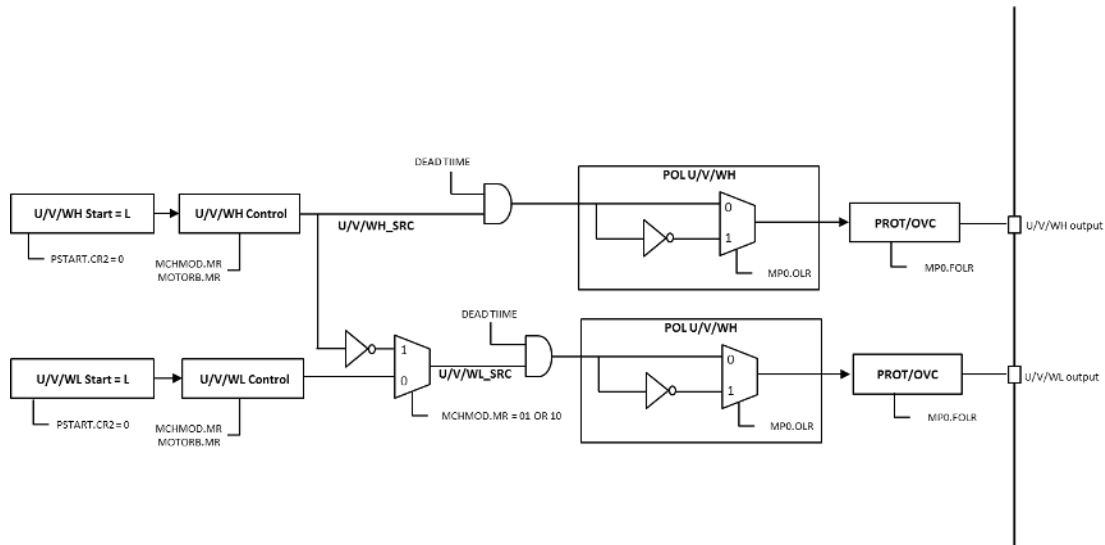 POL U/V/WH
DEAD TIIME
U/V/WH Start = L
U/V/WH Control
0
1
U/V/WH_SRC
PROT/OVC
U/V/WH output
PSTART.CR2 = 0
MCHMOD.MR
MOTORB.MR
MP0.OLR
MP0.FOLR
DEAD TIIME
POL U/V/WH
U/V/WL Start = L
U/V/WL Control
1
0
U/V/WL_SRC
0
1
PROT/OVC
U/V/WL output
PSTART.CR2 = 0
MCHMOD.MR
MOTORB.MR
MCHMOD.MR = 01 OR 10
MP0.OLR
MP0.FOLR